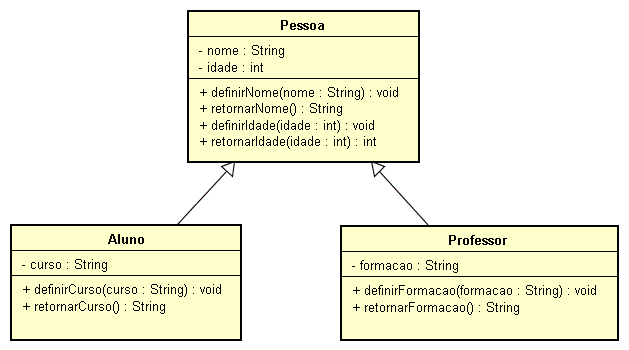 Pessoa
- nome : String
- idade : int
+ definirNome(nome : String) : void
+ retornarNome() : String
+ definirIdade(idade : int) : void
+ retornarIdade(idade : int) : int
Aluno
- curso : String
+ definirCurso(curso : String) : void
+ retornarCurso() : String
Professor
- formacao : String
+ definirFormacao(formacao : String) : void
+ retornarFormacao() : String